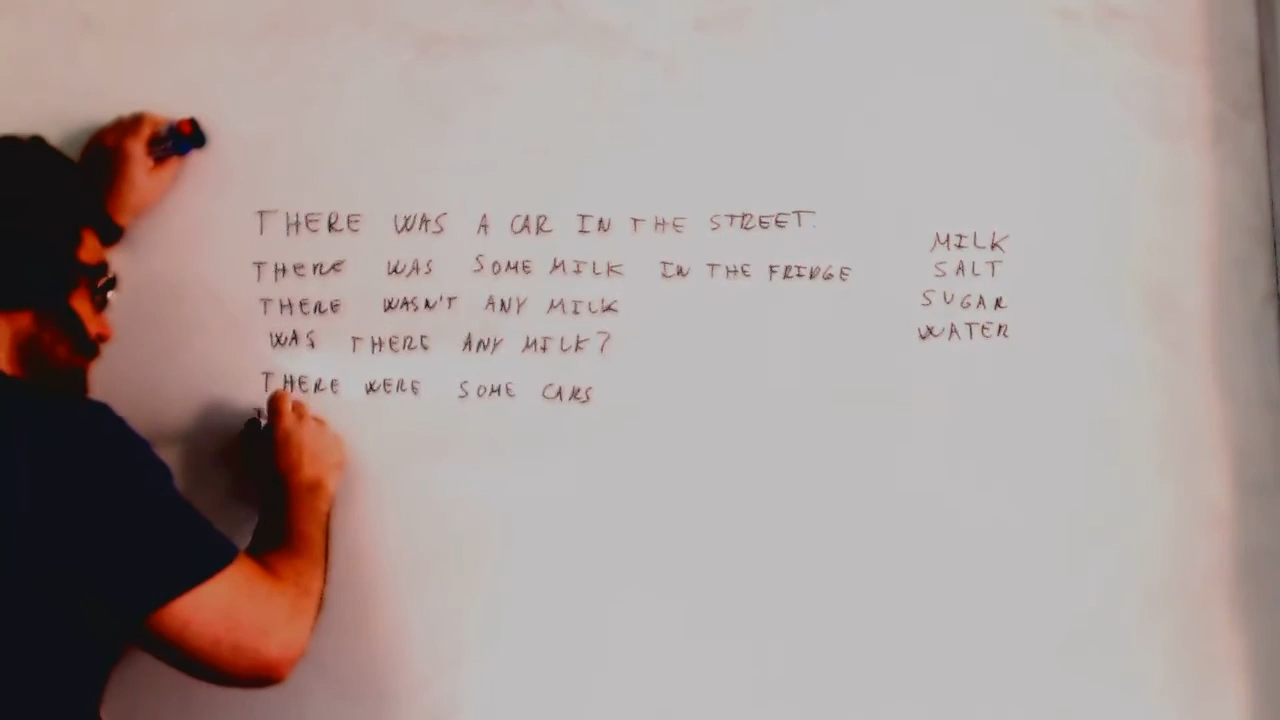 THERE WAS A CAR IN THE STREET.
THERE WAS SOME MILK IN THE FRIDGE
THERE WASN'T ANY MILK
WAS THERE ANY MILK?
THERE WERE SOME CARS
MILK
SALT
SUGAR
WATER